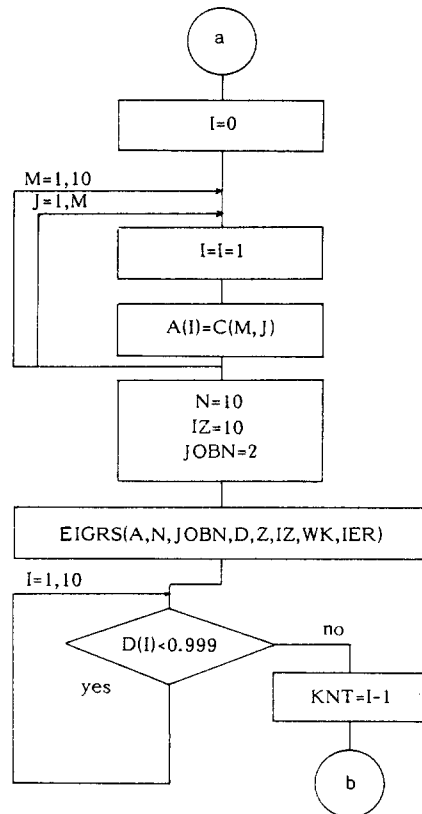 a
I=0
M=1,10
J=1,M
I=I=1
A(I)=C(M,J)
N=10
IZ=10
JOBN=2
EIGRS(A,N,JOBN,D,Z,IZ,WK,IER)
I=1,10
D(I)<0.999
no
yes
KNT=I-1
b